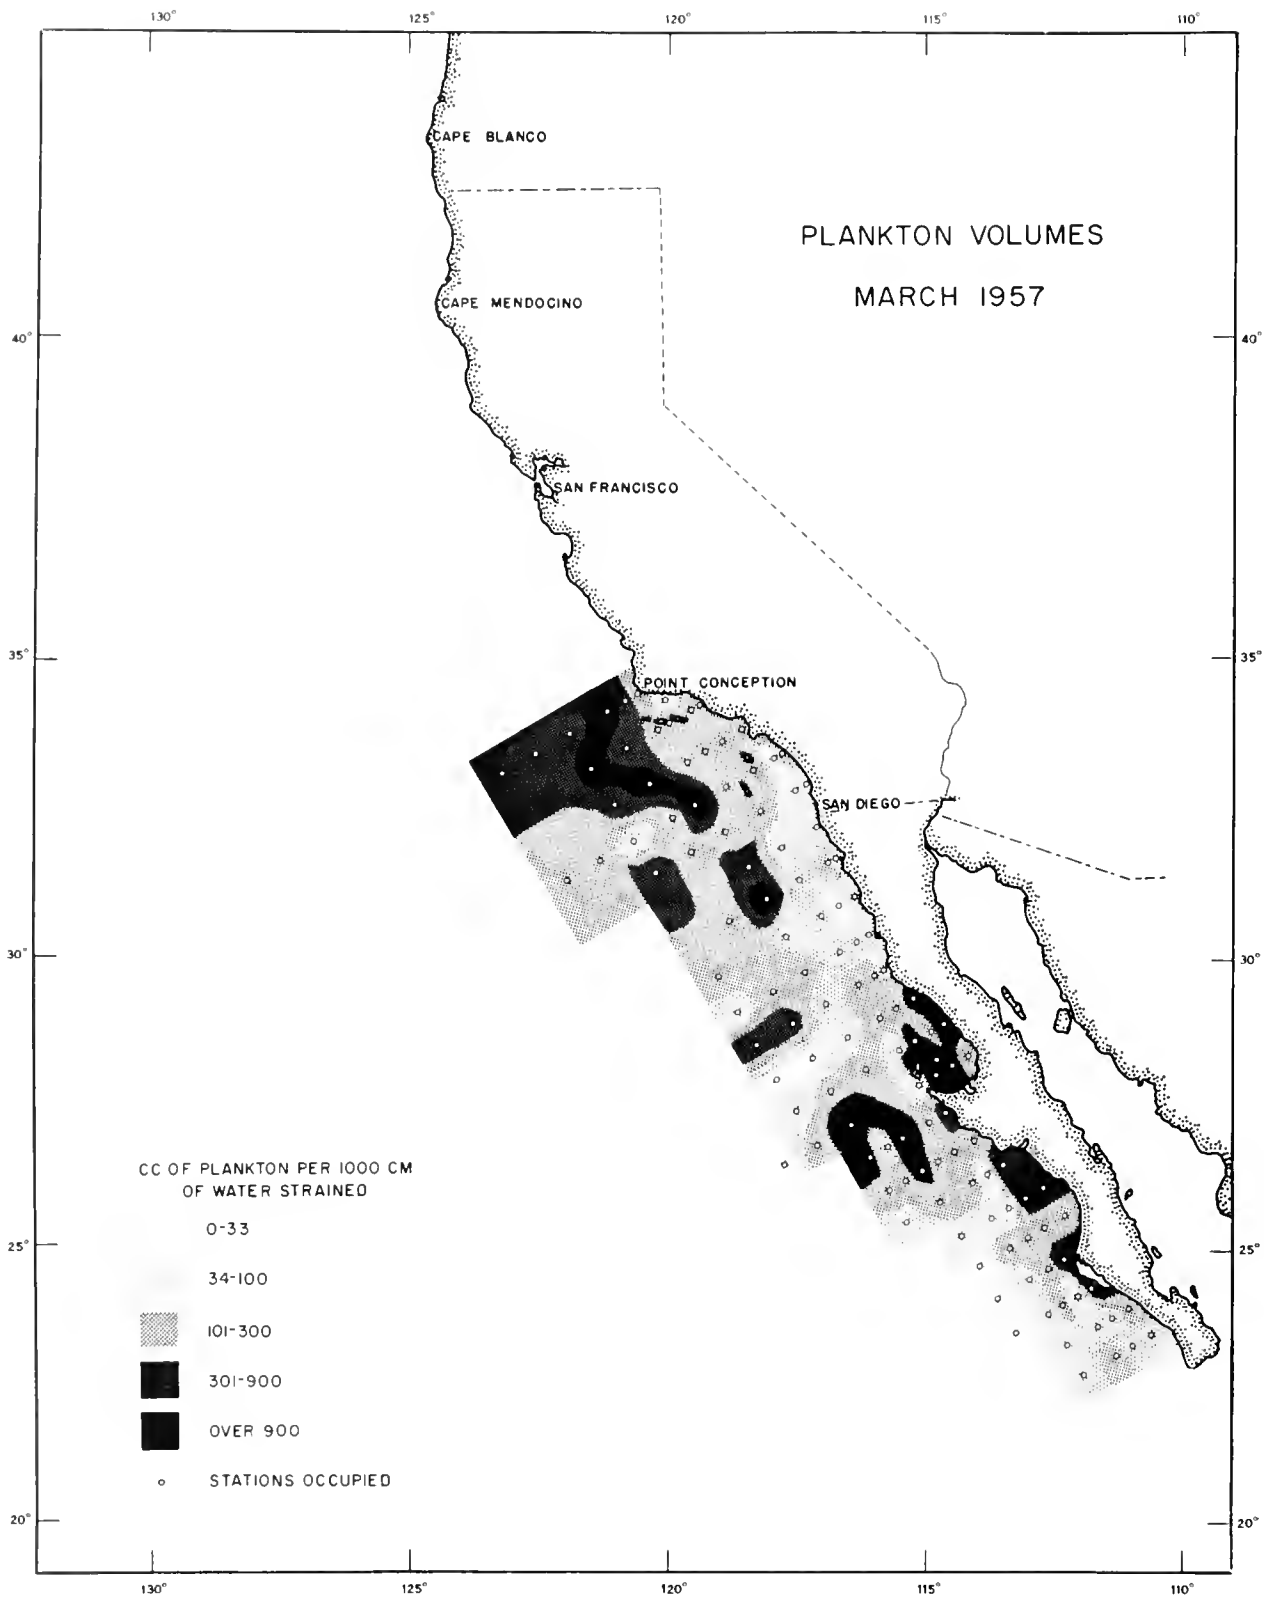 130° 125° 120° 115° 110°
CAPE BLANCO
PLANKTON VOLUMES
MARCH 1957
CAPE MENDOCINO
40° 40°
SAN FRANCISCO
35° 35°
POINT CONCEPTION
SAN DIEGO
30° 30°
CC OF PLANKTON PER 1000 CM
OF WATER STRAINED
0-33
25° 25°
34-100
101-300
301-900
OVER 900
STATIONS OCCUPIED
20° 20°
130° 125° 120° 115° 110°